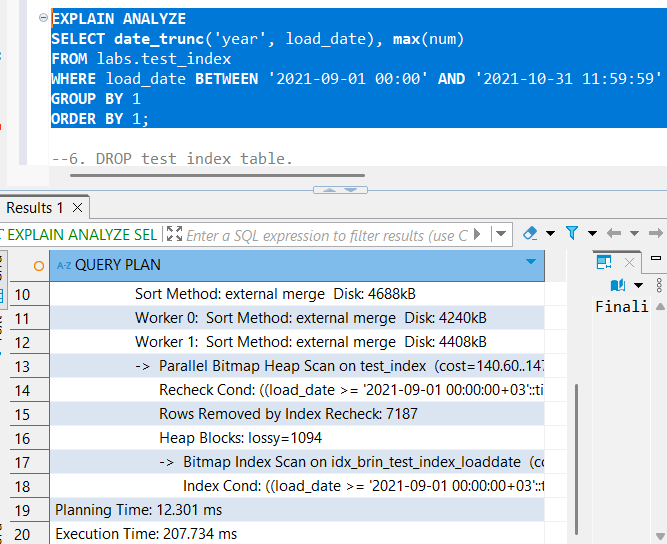 EXPLAIN ANALYZE
SELECT date_trunc('year', load_date), max(num)
FROM labs.test_index
WHERE load_date BETWEEN '2021-09-01 00:00' AND '2021-10-31 11:59:59'
GROUP BY 1
ORDER BY 1;
--6. DROP test index table.
Results 1
EXPLAIN ANALYZE SEL Enter a SQL expression to filter results (use C
A-Z QUERY PLAN
10 Sort Method: external merge Disk: 4688kB
11 Worker 0: Sort Method: external merge Disk: 4240kB
12 Worker 1: Sort Method: external merge Disk: 4408kB
13 -> Parallel Bitmap Heap Scan on test_index (cost=140.60..147
14 Recheck Cond: ((load_date >= '2021-09-01 00:00:00+03'::ti
15 Rows Removed by Index Recheck: 7187
16 Heap Blocks: lossy=1094
17 -> Bitmap Index Scan on idx_brin_test_index_loaddate (co
18 Index Cond: ((load_date >= '2021-09-01 00:00:00+03'::t
19 Planning Time: 12.301 ms
20 Execution Time: 207.734 ms
Finali